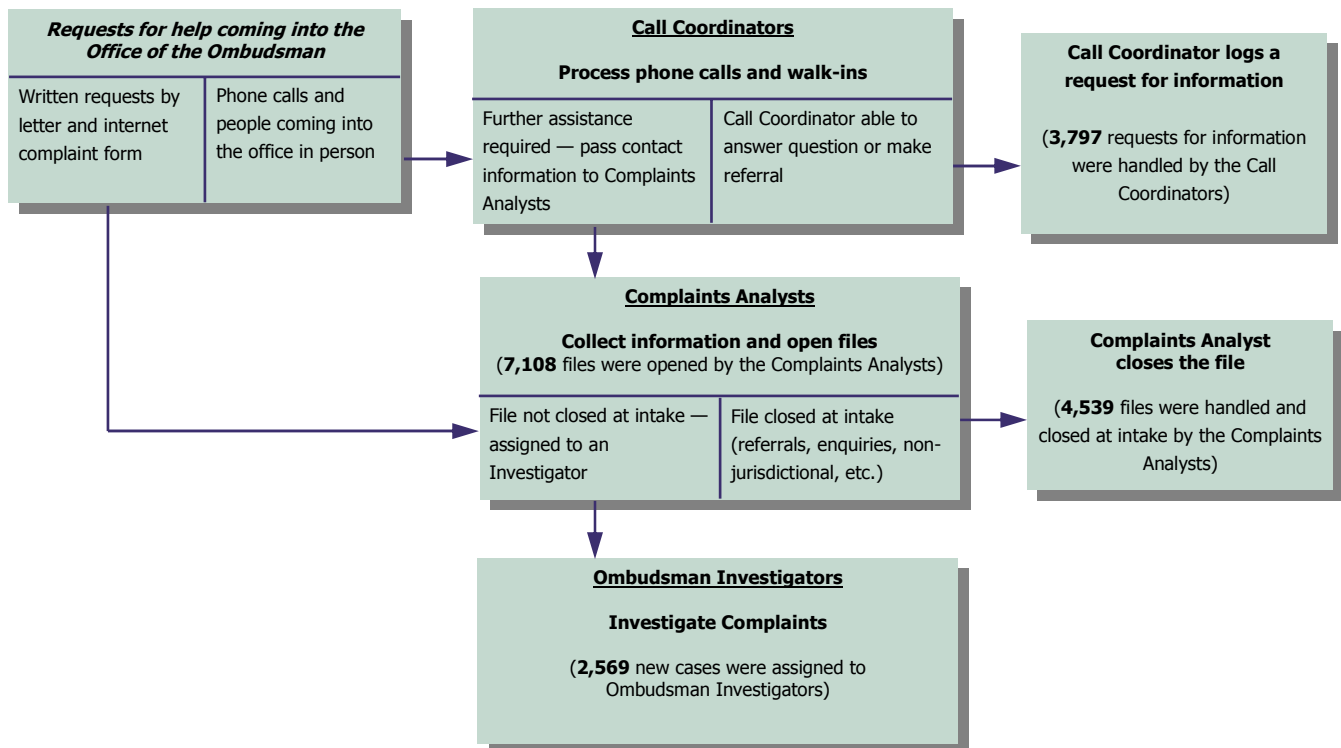 Requests for help coming into the
Office of the Ombudsman
Written requests by
letter and internet
complaint form
Phone calls and
people coming into
the office in person
Call Coordinators
Process phone calls and walk-ins
Further assistance
required — pass contact
information to Complaints
Analysts
Call Coordinator able to
answer question or make
referral
Call Coordinator logs a
request for information
(3,797 requests for information
were handled by the Call
Coordinators)
Complaints Analysts
Collect information and open files
(7,108 files were opened by the Complaints Analysts)
File not closed at intake —
assigned to an
Investigator
File closed at intake
(referrals, enquiries, non-
jurisdictional, etc.)
Complaints Analyst
closes the file
(4,539 files were handled and
closed at intake by the Complaints
Analysts)
Ombudsman Investigators
Investigate Complaints
(2,569 new cases were assigned to
Ombudsman Investigators)